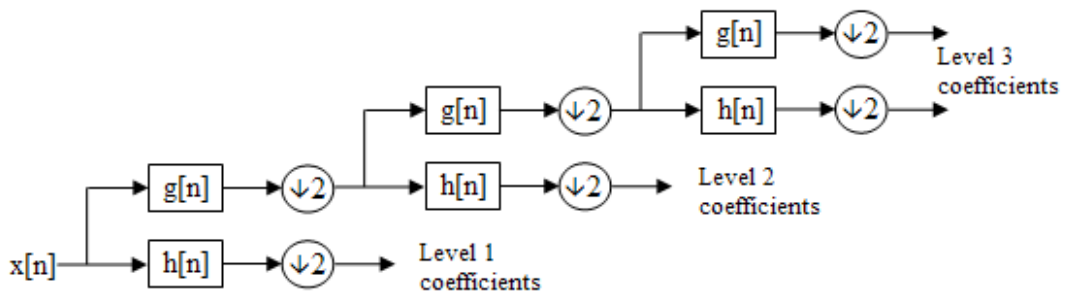 g[n] ↓2
Level 3
coefficients
g[n] ↓2 h[n] ↓2
g[n] ↓2 h[n] ↓2
Level 2
coefficients
x[n] h[n] ↓2
Level 1
coefficients